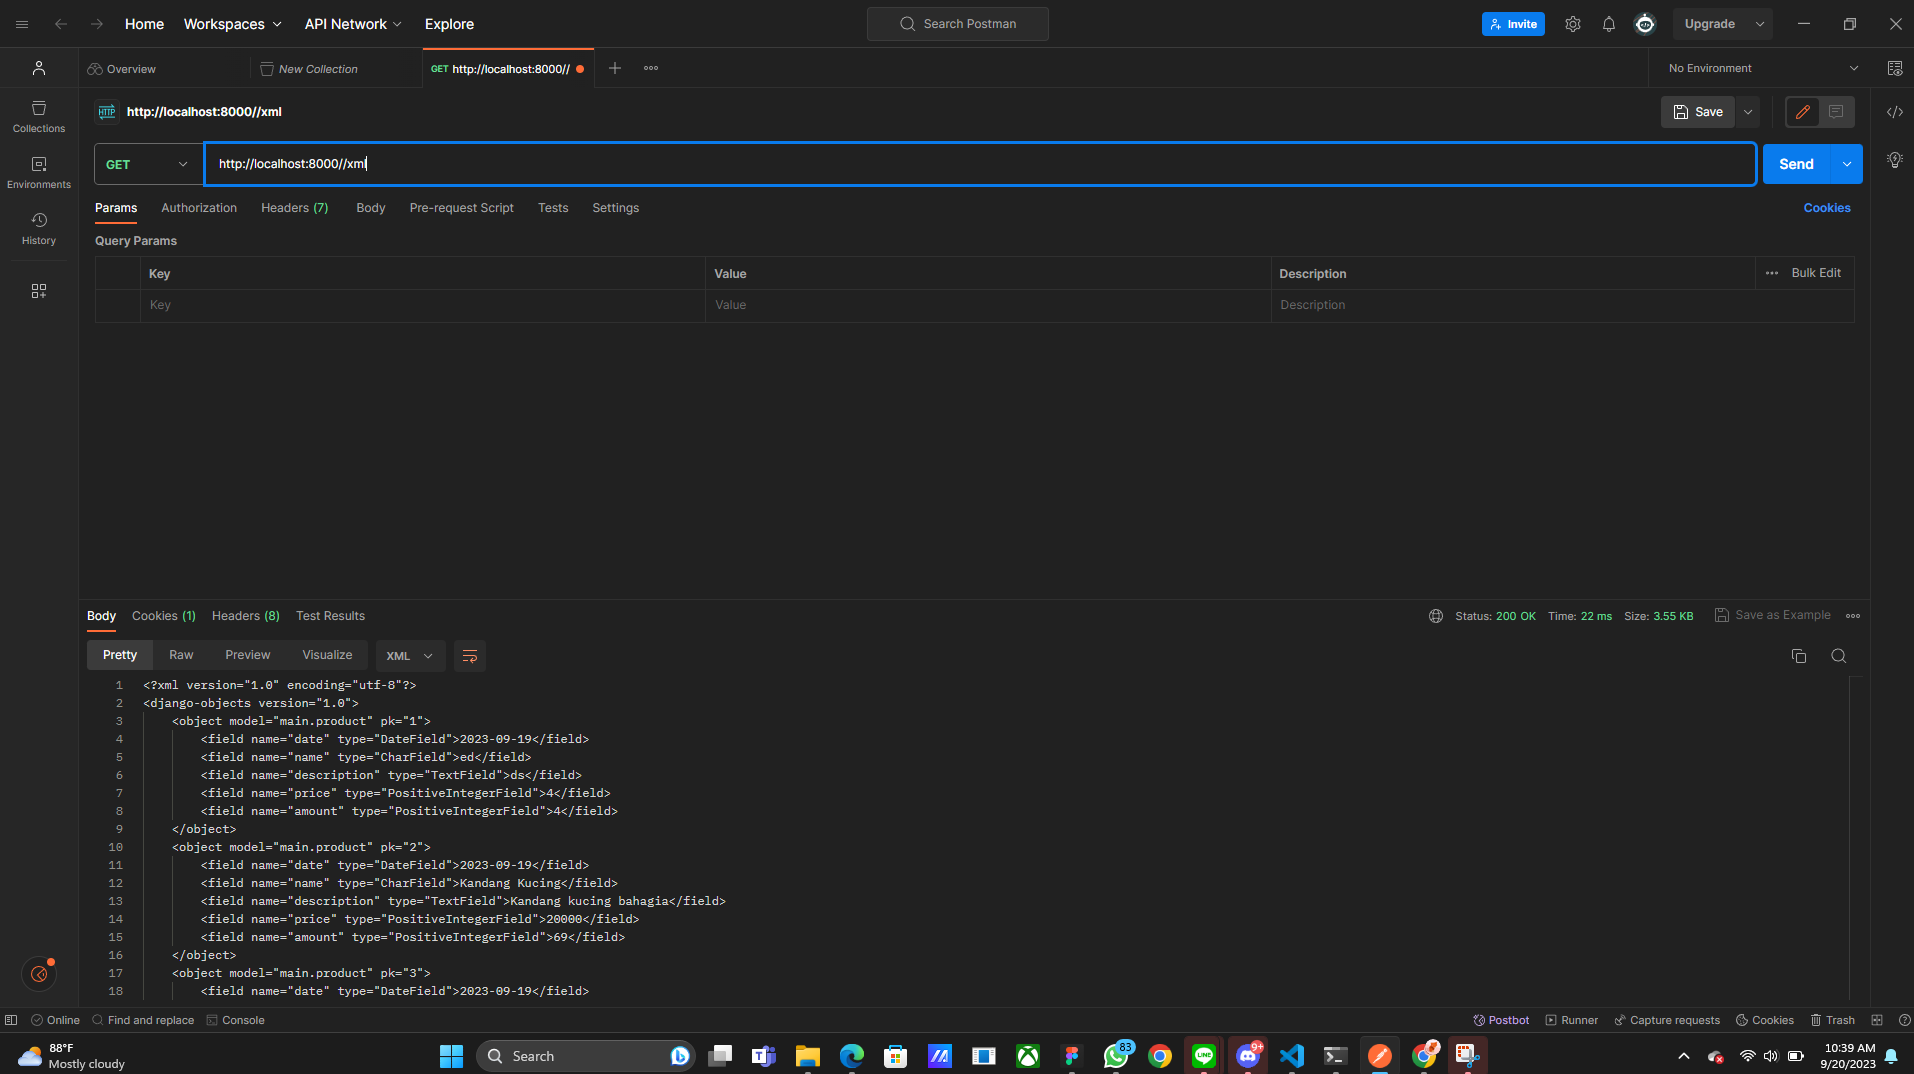 Home Workspaces API Network Explore Search Postman Invite Upgrade
Overview New Collection GET http://localhost:8000// No Environment
HTTP http://localhost:8000//xml Save
Collections
GET http://localhost:8000//xml Send
Environments
Params Authorization Headers (7) Body Pre-request Script Tests Settings Cookies
History
Query Params
Key Value Description Bulk Edit
Key Value Description
Body Cookies (1) Headers (8) Test Results Status: 200 OK Time: 22 ms Size: 3.55 KB Save as Example
Pretty Raw Preview Visualize XML
1 <?xml version="1.0" encoding="utf-8"?>
2 <django-objects version="1.0">
3 <object model="main.product" pk="1">
4 <field name="date" type="DateField">2023-09-19</field>
5 <field name="name" type="CharField">ed</field>
6 <field name="description" type="TextField">ds</field>
7 <field name="price" type="PositiveIntegerField">4</field>
8 <field name="amount" type="PositiveIntegerField">4</field>
9 </object>
10 <object model="main.product" pk="2">
11 <field name="date" type="DateField">2023-09-19</field>
12 <field name="name" type="CharField">Kandang Kucing</field>
13 <field name="description" type="TextField">Kandang kucing bahagia</field>
14 <field name="price" type="PositiveIntegerField">20000</field>
15 <field name="amount" type="PositiveIntegerField">69</field>
16 </object>
17 <object model="main.product" pk="3">
18 <field name="date" type="DateField">2023-09-19</field>
Online Find and replace Console Postbot Runner Capture requests Cookies Trash
88°F
Mostly cloudy
Search
83
LINE
9+
10:39 AM
9/20/2023